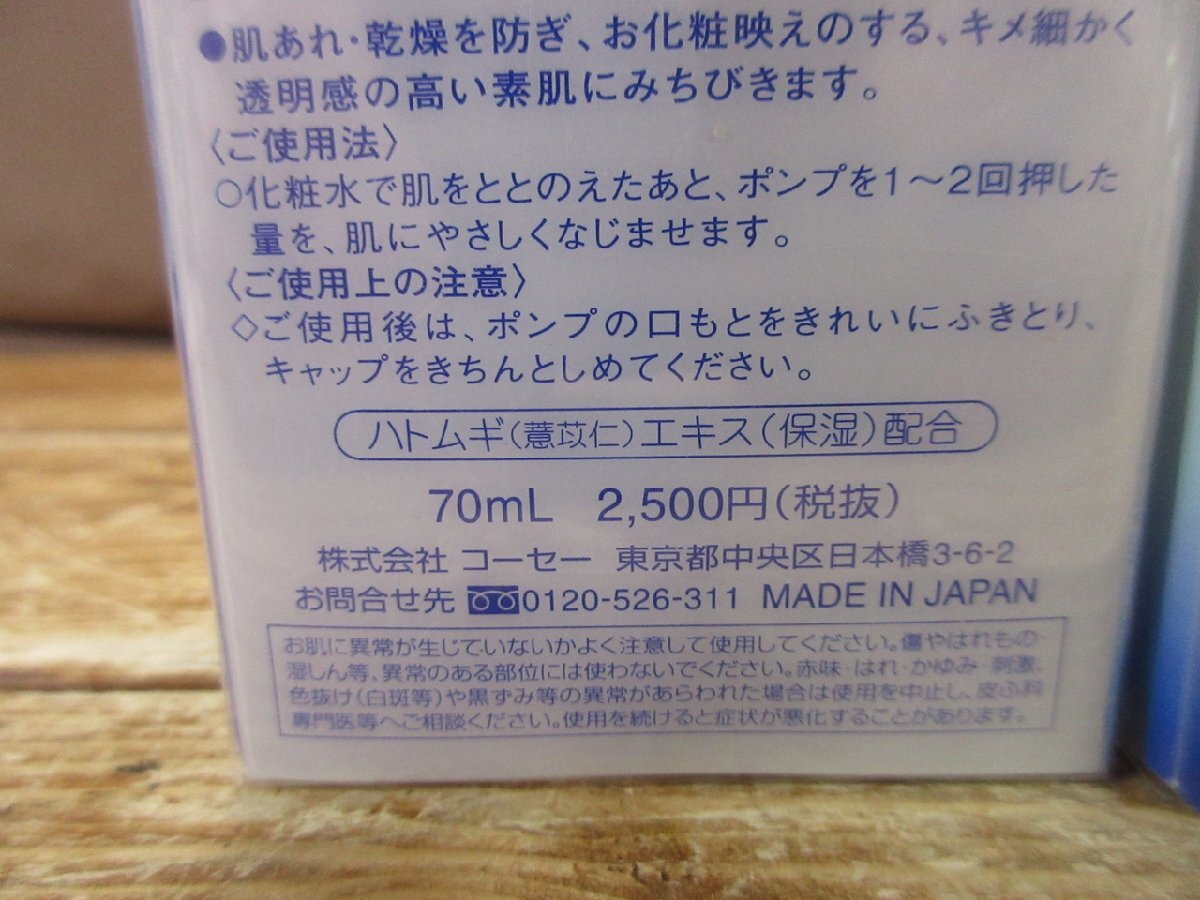 ●肌あれ・乾燥を防ぎ、お化粧映えのする、キメ細かく
透明感の高い素肌にみちびきます。
〈ご使用法〉
○化粧水で肌をととのえたあと、ポンプを1～2回押した
量を、肌にやさしくなじませます。
〈ご使用上の注意〉
◇ご使用後は、ポンプの口もとをきれいにふきとり、
キャップをきちんとしめてください。
ハトムギ(薏苡仁)エキス(保湿)配合
70mL 2,500円(税抜)
株式会社 コーセー 東京都中央区日本橋3-6-2
お問合せ先 0120-526-311 MADE IN JAPAN
お肌に異常が生じていないかよく注意して使用してください。傷やはれもの・
湿しん等、異常のある部位には使わないでください。赤味・はれ・かゆみ・刺激、
色抜け(白斑等)や黒ずみ等の異常があらわれた場合は使用を中止し、皮ふ科
専門医等へご相談ください。使用を続けると症状が悪化することがあります。